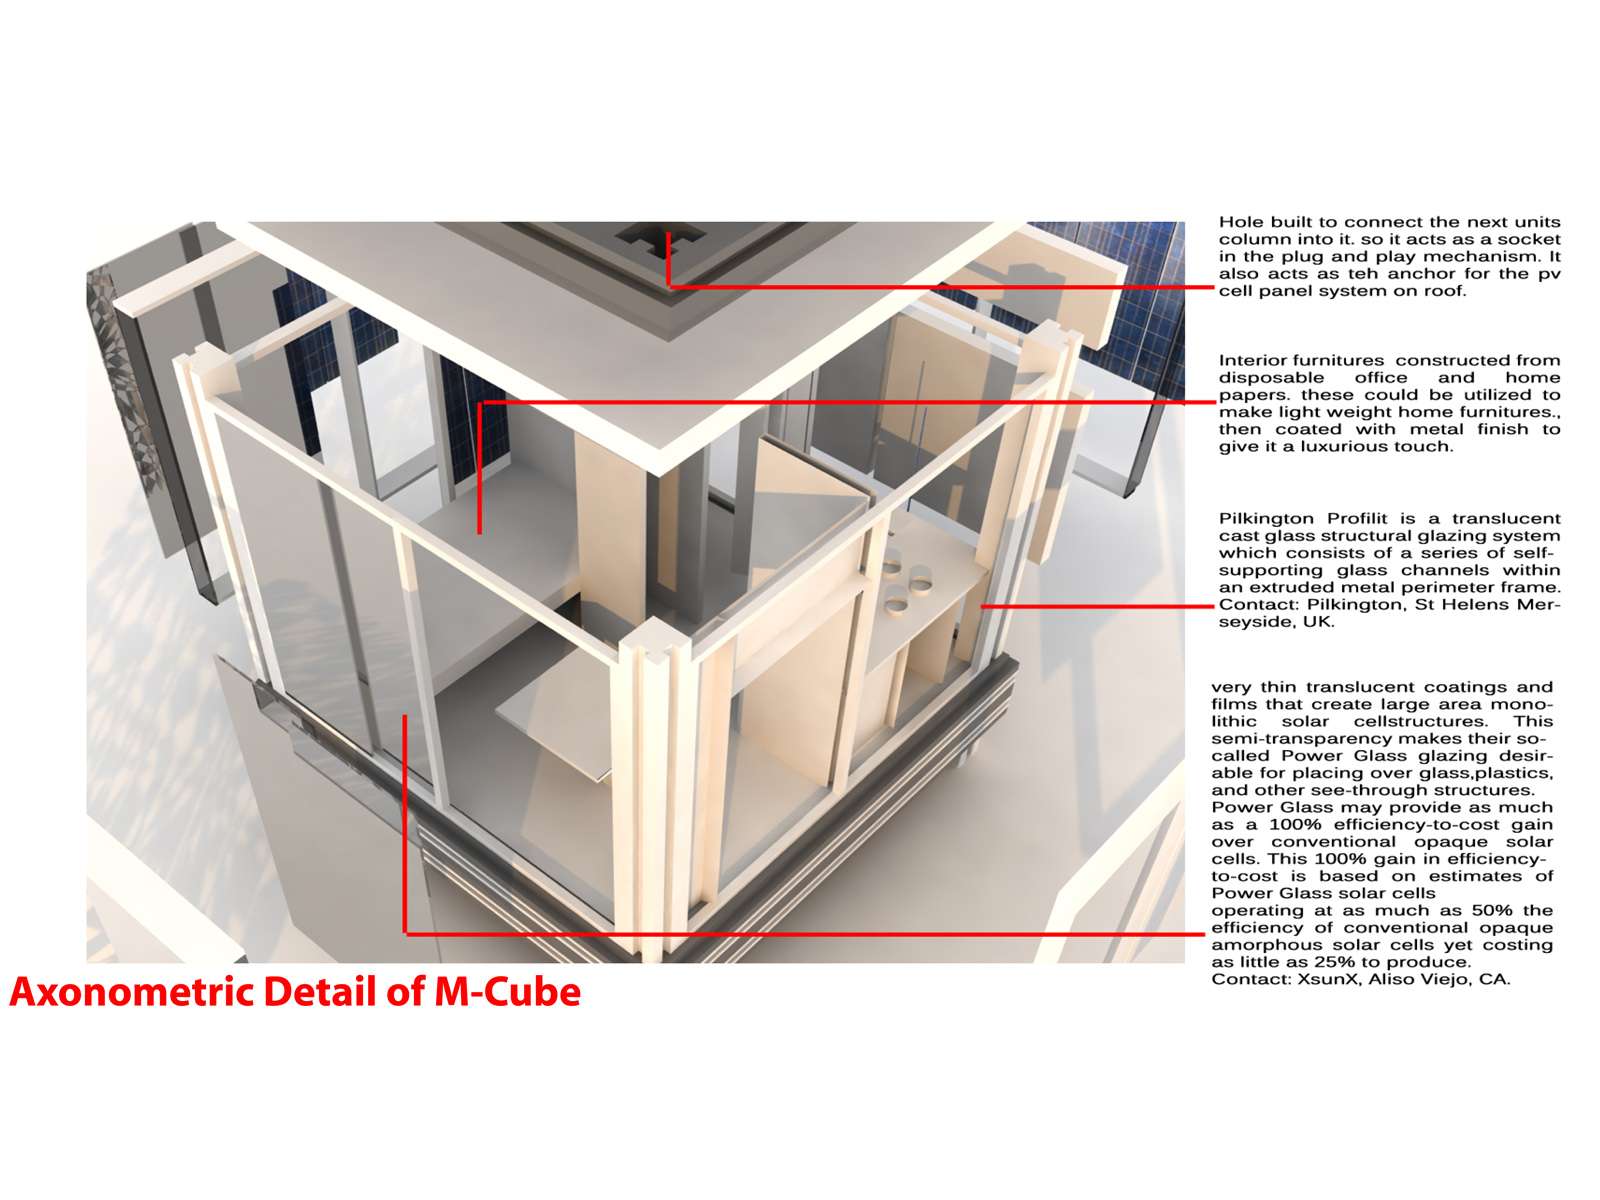 Hole built to connect the next units
column into it. so it acts as a socket
in the plug and play mechanism. It
also acts as teh anchor for the pv
cell panel system on roof.
Interior furnitures constructed from
disposable office and home
papers. these could be utilized to
make light weight home furnitures.,
then coated with metal finish to
give it a luxurious touch.
Pilkington Profilit is a translucent
cast glass structural glazing system
which consists of a series of self-
supporting glass channels within
an extruded metal perimeter frame.
Contact: Pilkington, St Helens Mer-
seyside, UK.
very thin translucent coatings and
films that create large area mono-
lithic solar cellstructures. This
semi-transparency makes their so-
called Power Glass glazing desir-
able for placing over glass,plastics,
and other see-through structures.
Power Glass may provide as much
as a 100% efficiency-to-cost gain
over conventional opaque solar
cells. This 100% gain in efficiency-
to-cost is based on estimates of
Power Glass solar cells
operating at as much as 50% the
efficiency of conventional opaque
amorphous solar cells yet costing
as little as 25% to produce.
Contact: XsunX, Aliso Viejo, CA.
Axonometric Detail of M-Cube